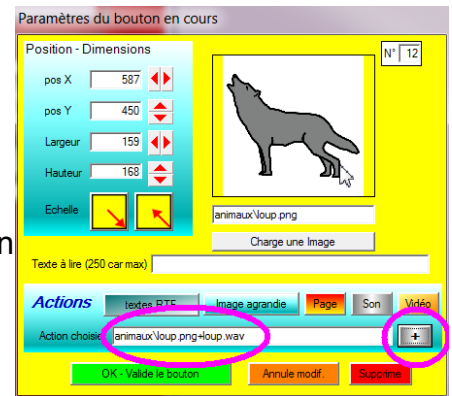 Paramètres du bouton en cours
Position - Dimensions
N° 12
pos X 587
pos Y 450
Largeur 159
Hauteur 168
Echelle
animaux\loup.png
Charge une Image
n
Texte à lire (250 car max)
Actions textes RTF Image agrandie Page Son Vidéo
Action choisie animaux\loup.png+loup.wav +
OK - Valide le bouton Annule modif. Supprime